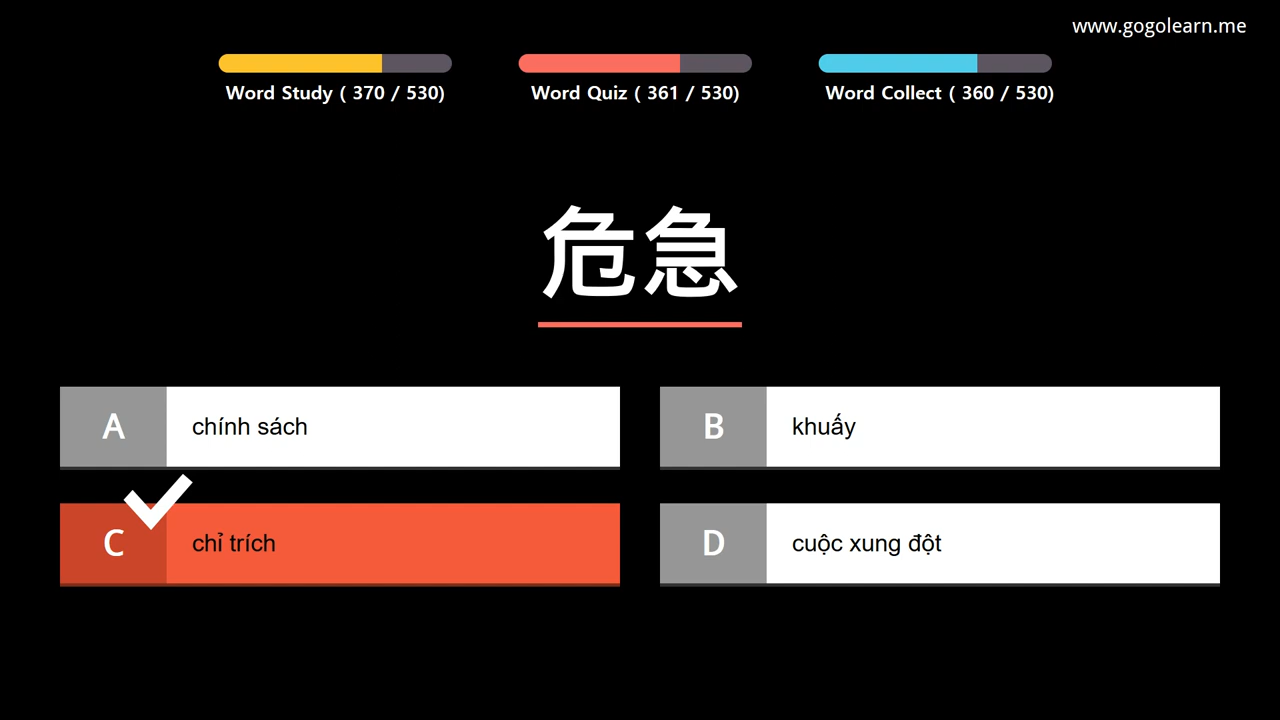 www.gogolearn.me
Word Study ( 370 / 530)
Word Quiz ( 361 / 530)
Word Collect ( 360 / 530)
危急
A chính sách
B khuấy
C chỉ trích
D cuộc xung đột